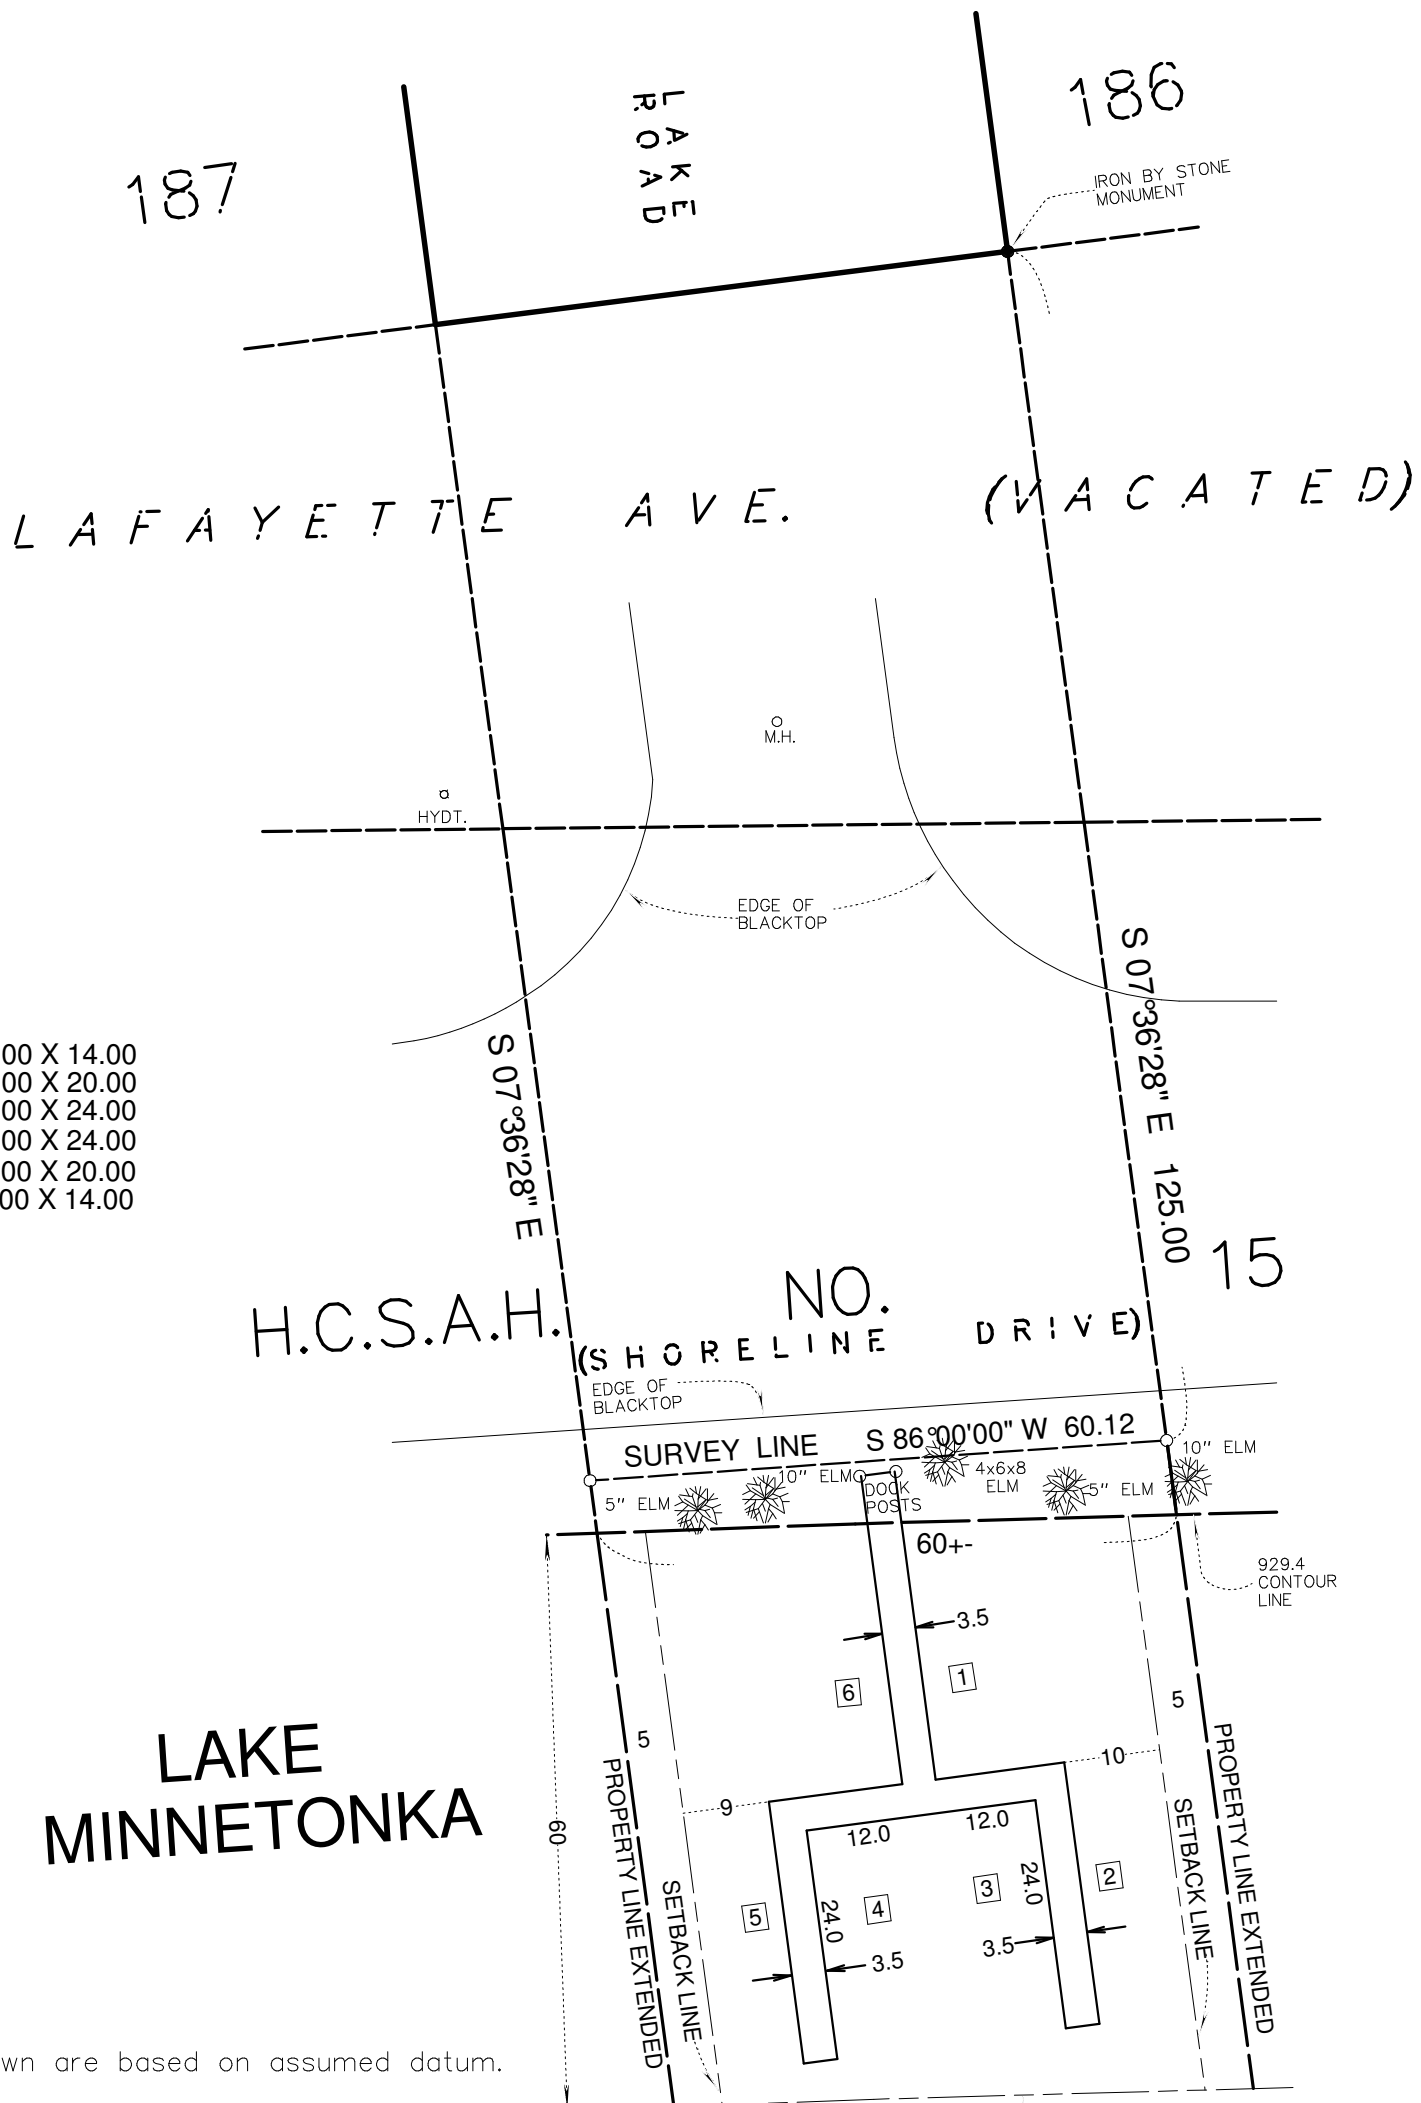 LAKE
ROAD
186
187
IRON BY STONE
MONUMENT
LAFAYETTE AVE. (VACATED)
M.H.
HYDT.
EDGE OF
BLACKTOP
S 07°36'28" E 125.00
S 07°36'28" E
00 X 14.00
00 X 20.00
00 X 24.00
00 X 24.00
00 X 20.00
00 X 14.00
H.C.S.A.H. NO. 15
(SHORELINE DRIVE)
EDGE OF
BLACKTOP
SURVEY LINE S 86°00'00" W 60.12
10" ELM
10" ELM
4x6x8
ELM
5" ELM
DOCK
POSTS
5" ELM
60+-
929.4
CONTOUR
LINE
3.5
1
6
5
5
LAKE
MINNETONKA
PROPERTY LINE EXTENDED
PROPERTY LINE EXTENDED
10
9
60
12.0
12.0
SETBACK LINE
SETBACK LINE
24.0
24.0
2
3
4
5
3.5
3.5
wn are based on assumed datum.